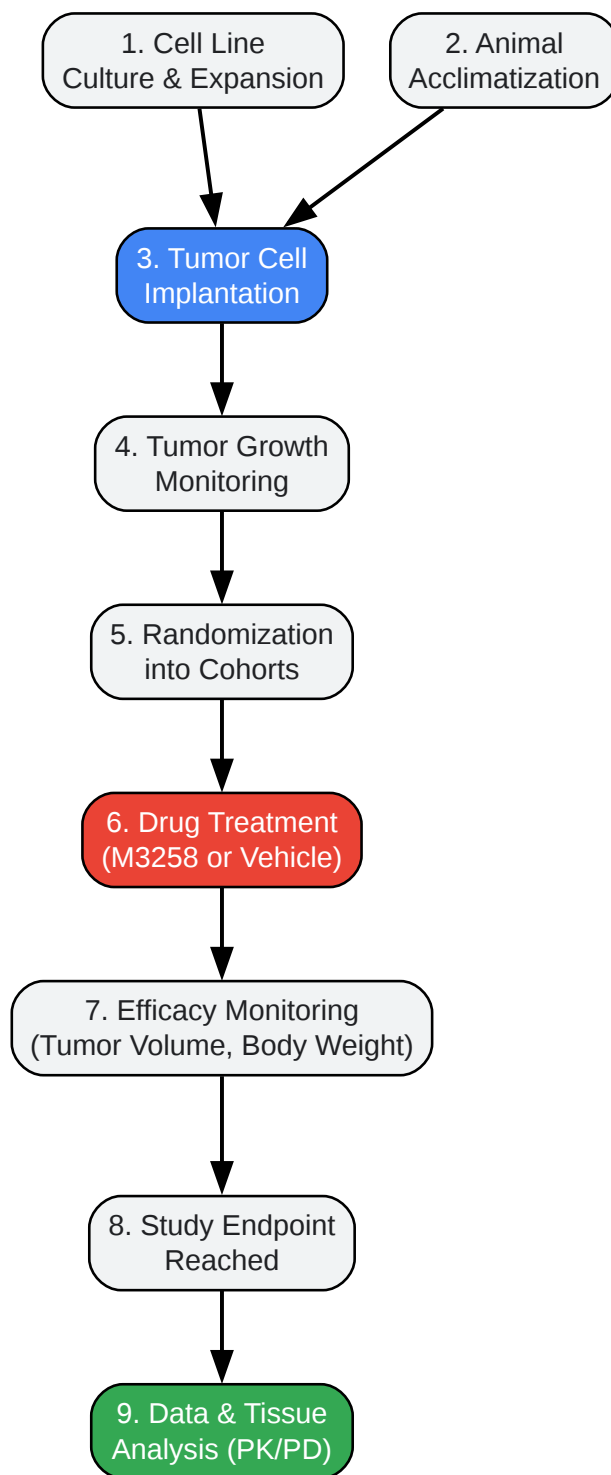 1. Cell Line
Culture & Expansion
2. Animal
Acclimatization
3. Tumor Cell
Implantation
4. Tumor Growth
Monitoring
5. Randomization
into Cohorts
6. Drug Treatment
(M3258 or Vehicle)
7. Efficacy Monitoring
(Tumor Volume, Body Weight)
8. Study Endpoint
Reached
9. Data & Tissue
Analysis (PK/PD)